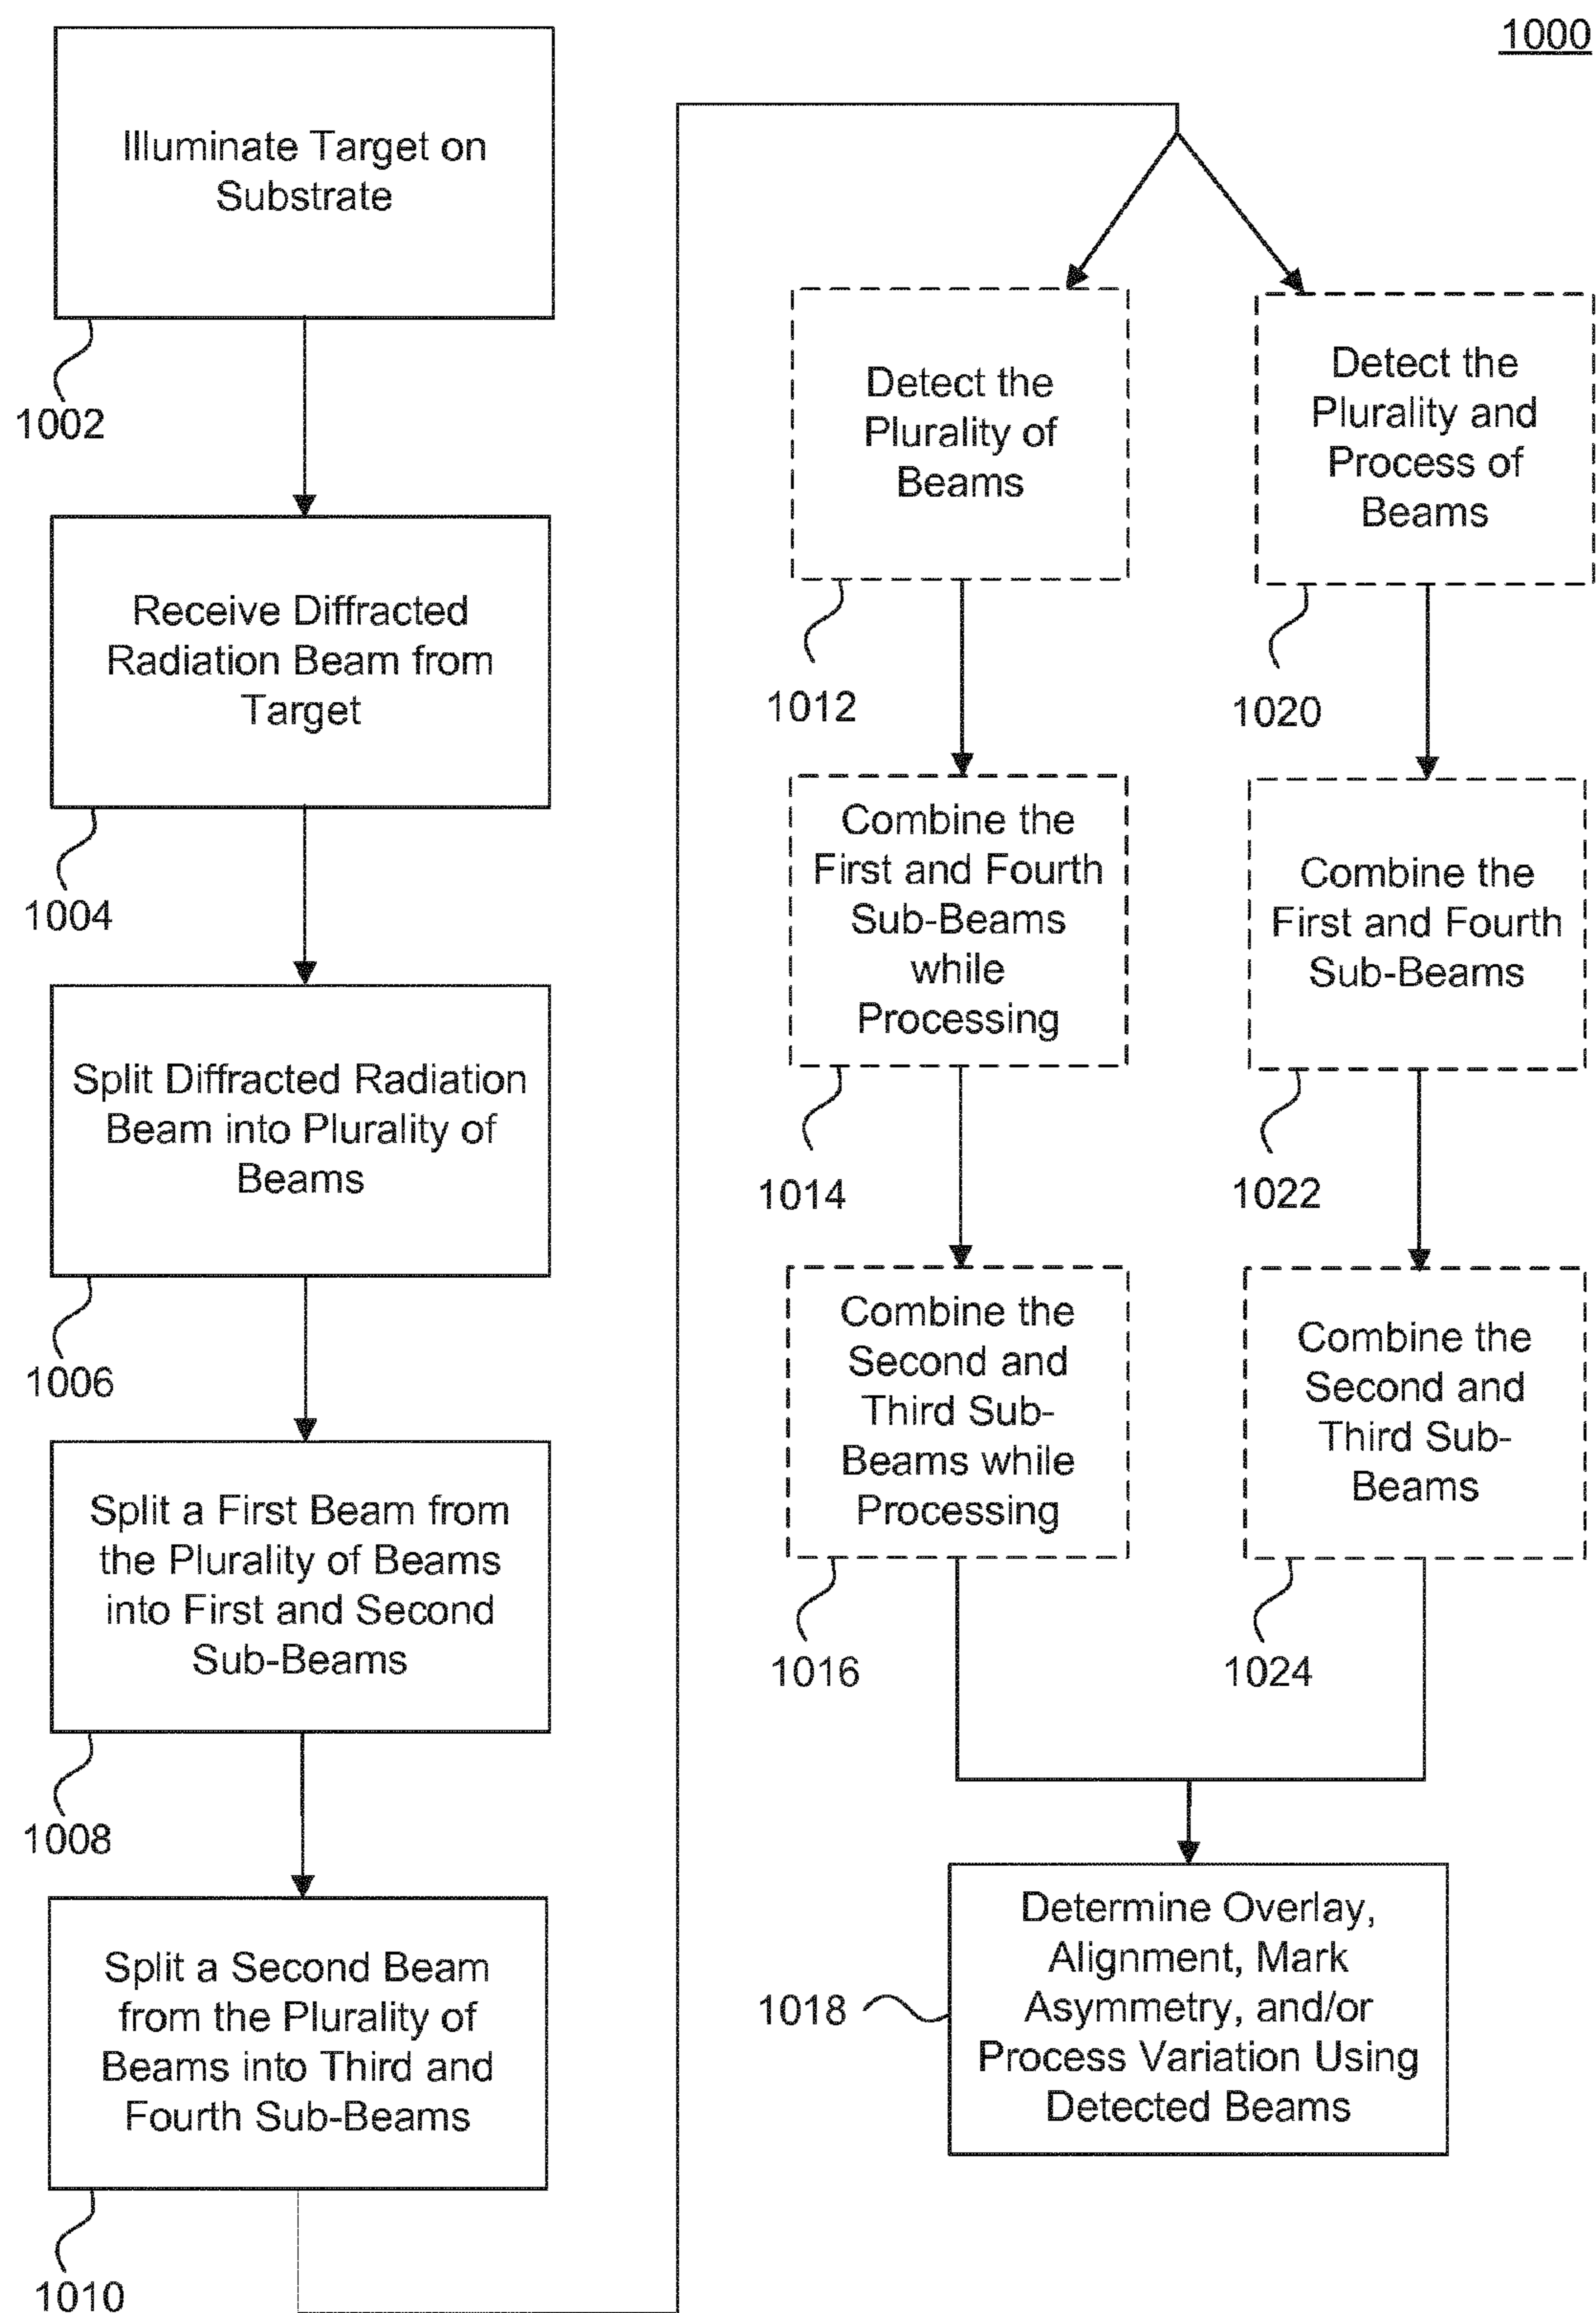 1000
Illuminate Target on
Substrate
1002
Receive Diffracted
Radiation Beam from
Target
1004
Split Diffracted Radiation
Beam into Plurality of
Beams
1006
Split a First Beam from
the Plurality of Beams
into First and Second
Sub-Beams
1008
Split a Second Beam
from the Plurality of
Beams into Third and
Fourth Sub-Beams
1010
Detect the
Plurality of
Beams
1012
Combine the
First and Fourth
Sub-Beams
while
Processing
1014
Combine the
Second and
Third Sub-
Beams while
Processing
1016
Detect the
Plurality and
Process of
Beams
1020
Combine the
First and Fourth
Sub-Beams
1022
Combine the
Second and
Third Sub-
Beams
1024
Determine Overlay,
Alignment, Mark
Asymmetry, and/or
Process Variation Using
Detected Beams
1018